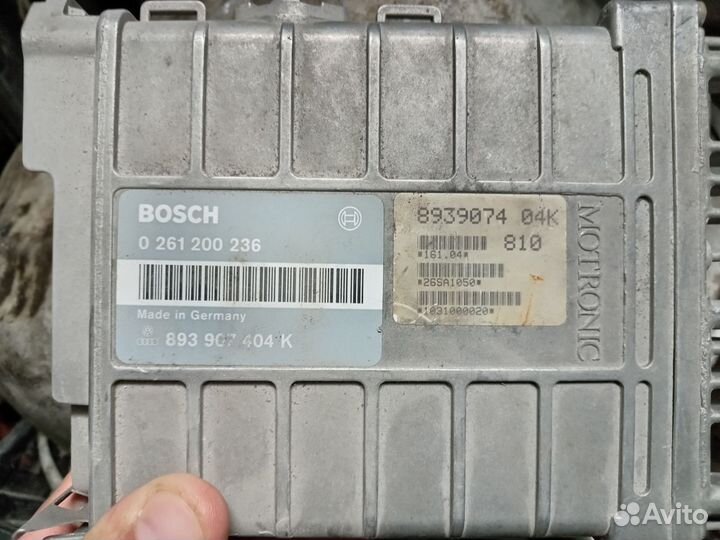 BOSCH
0 261 200 236
Made in Germany
893 907 404 K
8939074 04K
810
*161.04*
*26SA1050*
*1031000020*
MOTRONIC
Avito